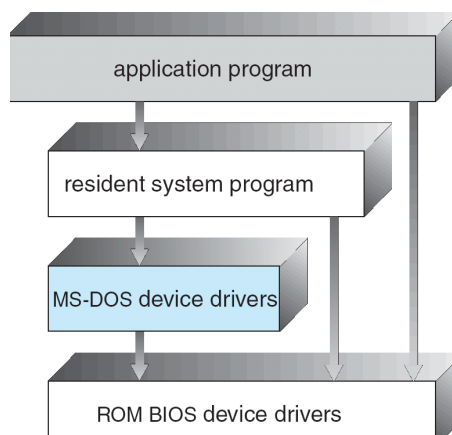 application program
resident system program
MS-DOS device drivers
ROM BIOS device drivers